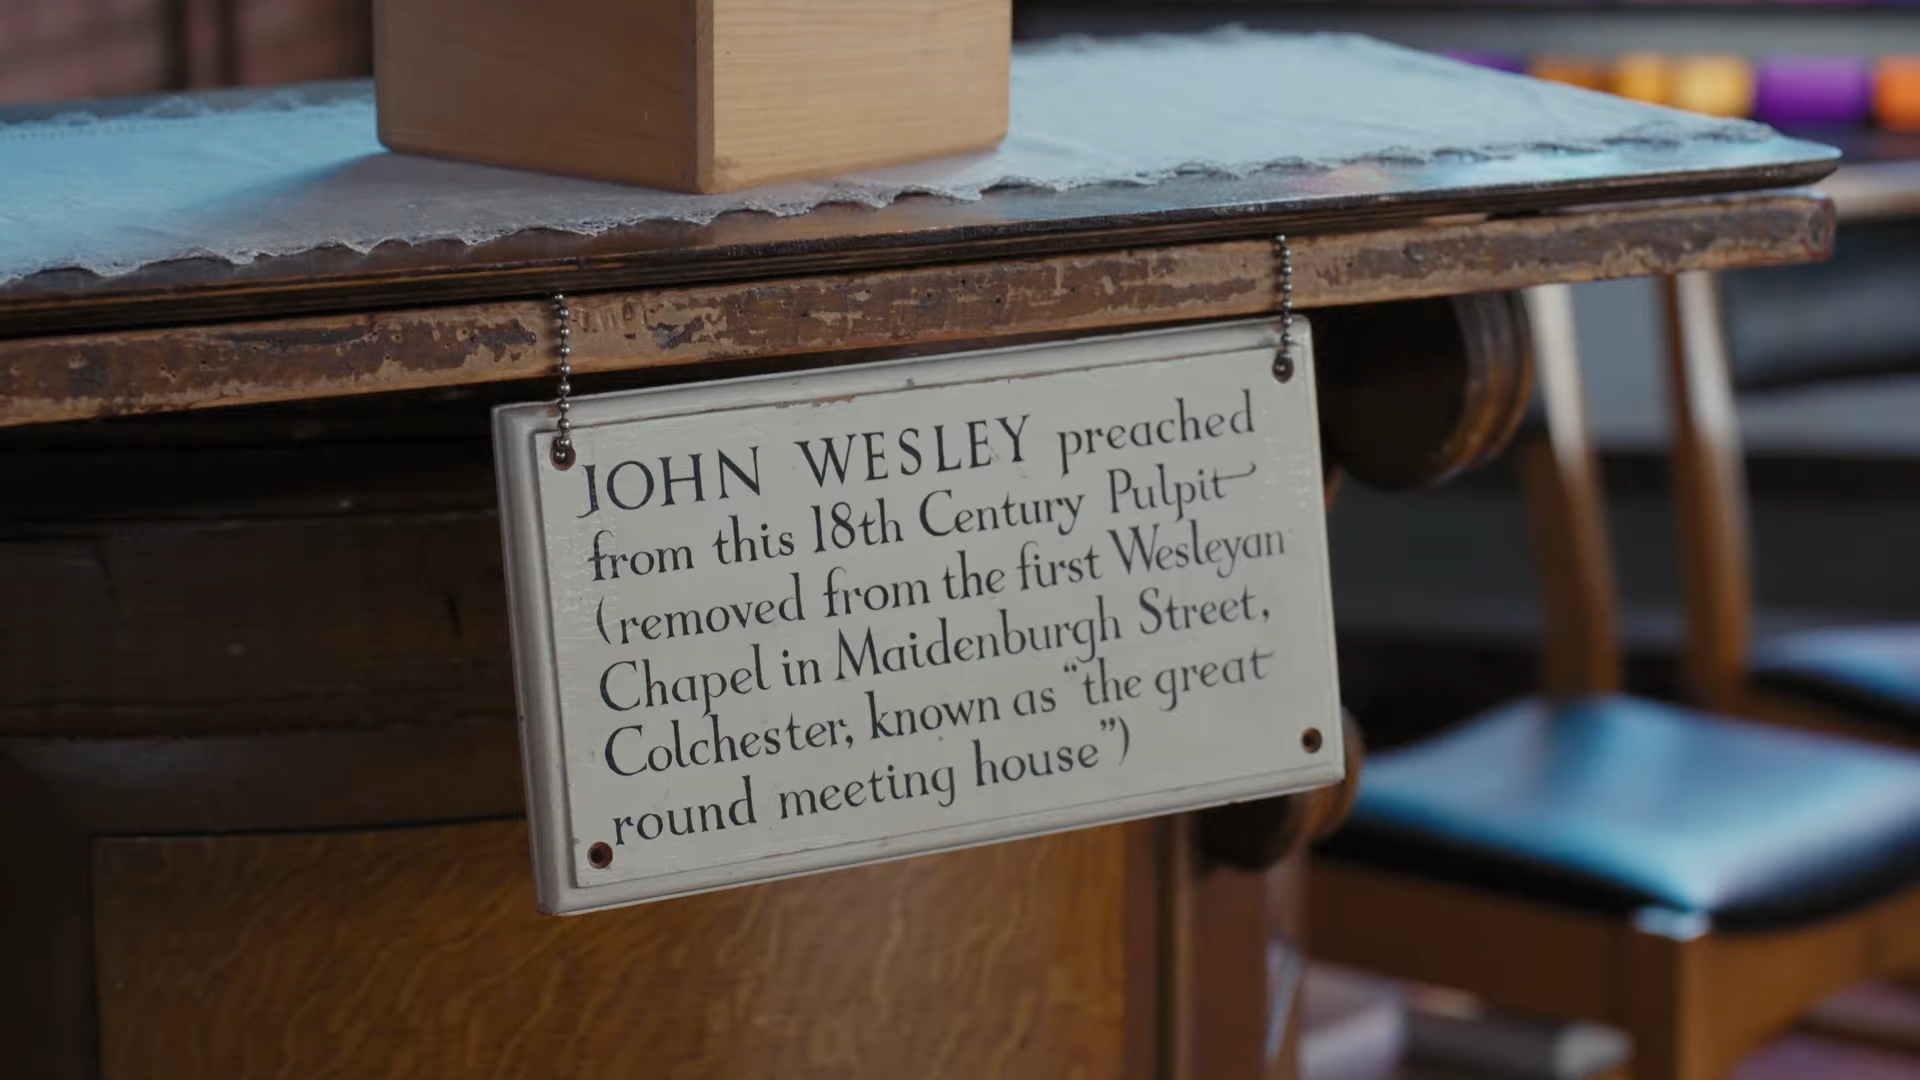 JOHN WESLEY preached
from this 18th Century Pulpit
(removed from the first Wesleyan
Chapel in Maidenburgh Street,
Colchester, known as “the great
round meeting house”)